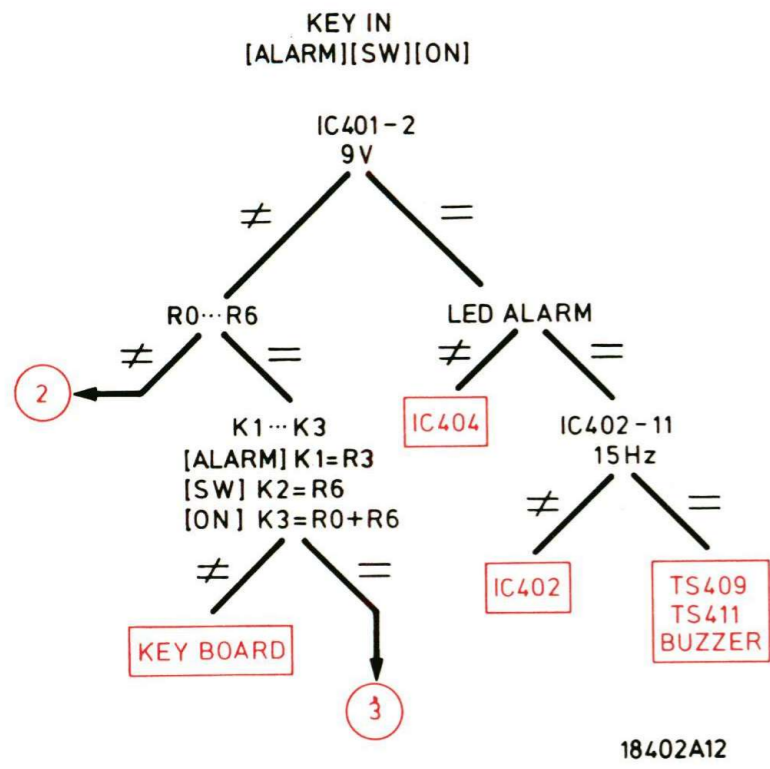 KEY IN
[ALARM][SW][ON]
IC401-2
9V
≠
=
R0···R6
LED ALARM
≠
=
≠
=
2
K1···K3
[ALARM] K1=R3
[SW] K2=R6
[ON] K3=R0+R6
IC404
IC402-11
15Hz
≠
=
≠
=
KEY BOARD
3
IC402
TS409
TS411
BUZZER
18402A12